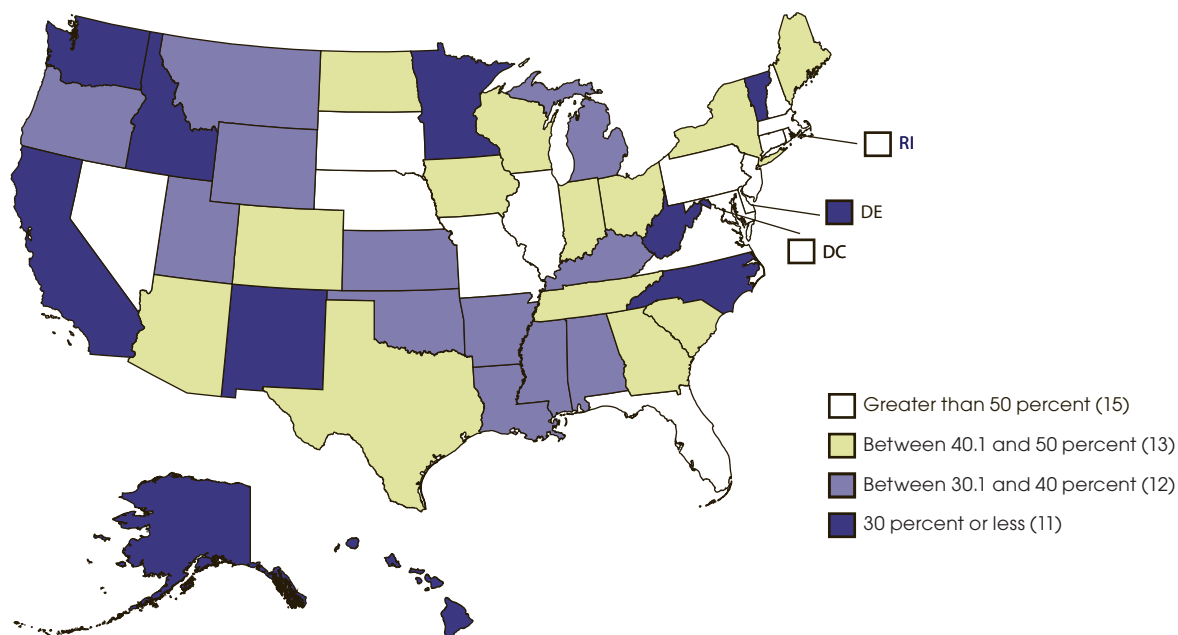 RI
DE
DC
Greater than 50 percent (15)
Between 40.1 and 50 percent (13)
Between 30.1 and 40 percent (12)
30 percent or less (11)